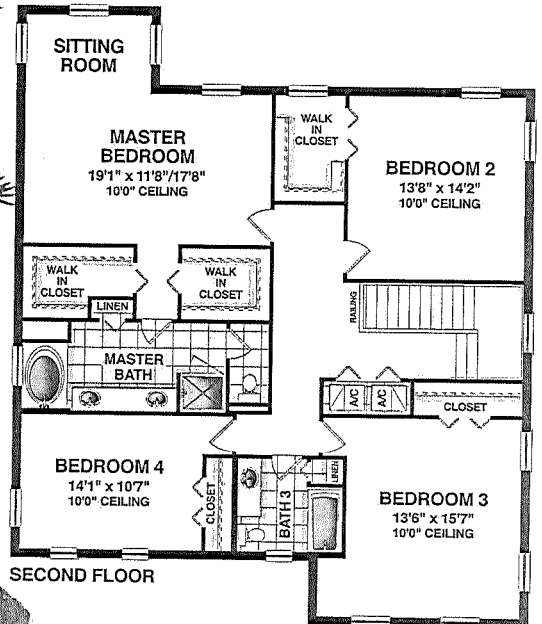 SITTING
ROOM
MASTER
BEDROOM
19'1" x 11'8"/17'8"
10'0" CEILING
WALK
IN
CLOSET
BEDROOM 2
13'8" x 14'2"
10'0" CEILING
WALK
IN
CLOSET
WALK
IN
CLOSET
LINEN
RAILING
MASTER
BATH
A/C
A/C
CLOSET
BEDROOM 4
14'1" x 10'7"
10'0" CEILING
CLOSET
BATH 3
LINEN
BEDROOM 3
13'6" x 15'7"
10'0" CEILING
SECOND FLOOR